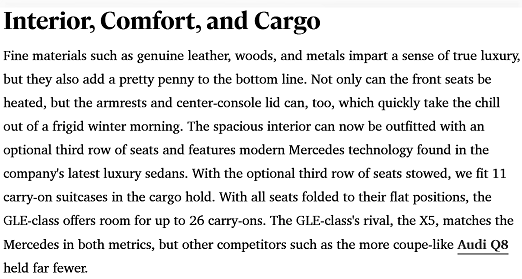 Interior, Comfort, and Cargo
Fine materials such as genuine leather, woods, and metals impart a sense of true luxury,
but they also add a pretty penny to the bottom line. Not only can the front seats be
heated, but the armrests and center-console lid can, too, which quickly take the chill
out of a frigid winter morning. The spacious interior can now be outfitted with an
optional third row of seats and features modern Mercedes technology found in the
company's latest luxury sedans. With the optional third row of seats stowed, we fit 11
carry-on suitcases in the cargo hold. With all seats folded to their flat positions, the
GLE-class offers room for up to 26 carry-ons. The GLE-class's rival, the X5, matches the
Mercedes in both metrics, but other competitors such as the more coupe-like Audi Q8
held far fewer.